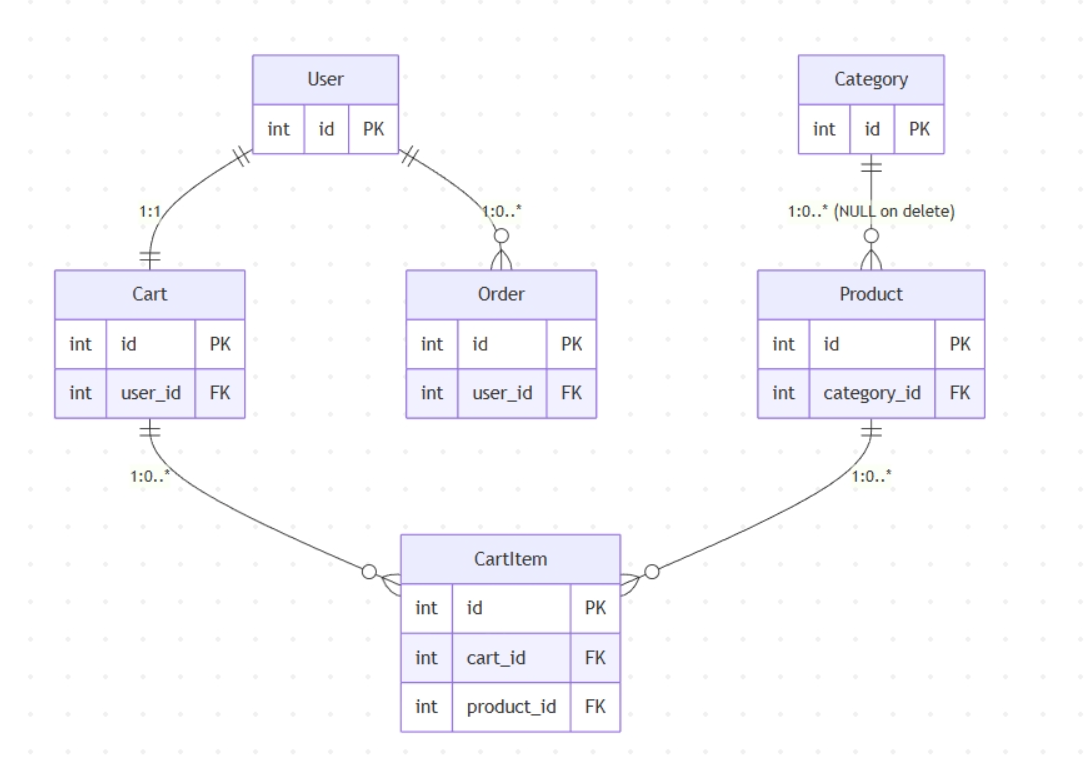 User
int id PK
Category
int id PK
1:1
1:0..*
1:0..* (NULL on delete)
Cart
int id PK
int user_id FK
Order
int id PK
int user_id FK
Product
int id PK
int category_id FK
1:0..*
1:0..*
CartItem
int id PK
int cart_id FK
int product_id FK